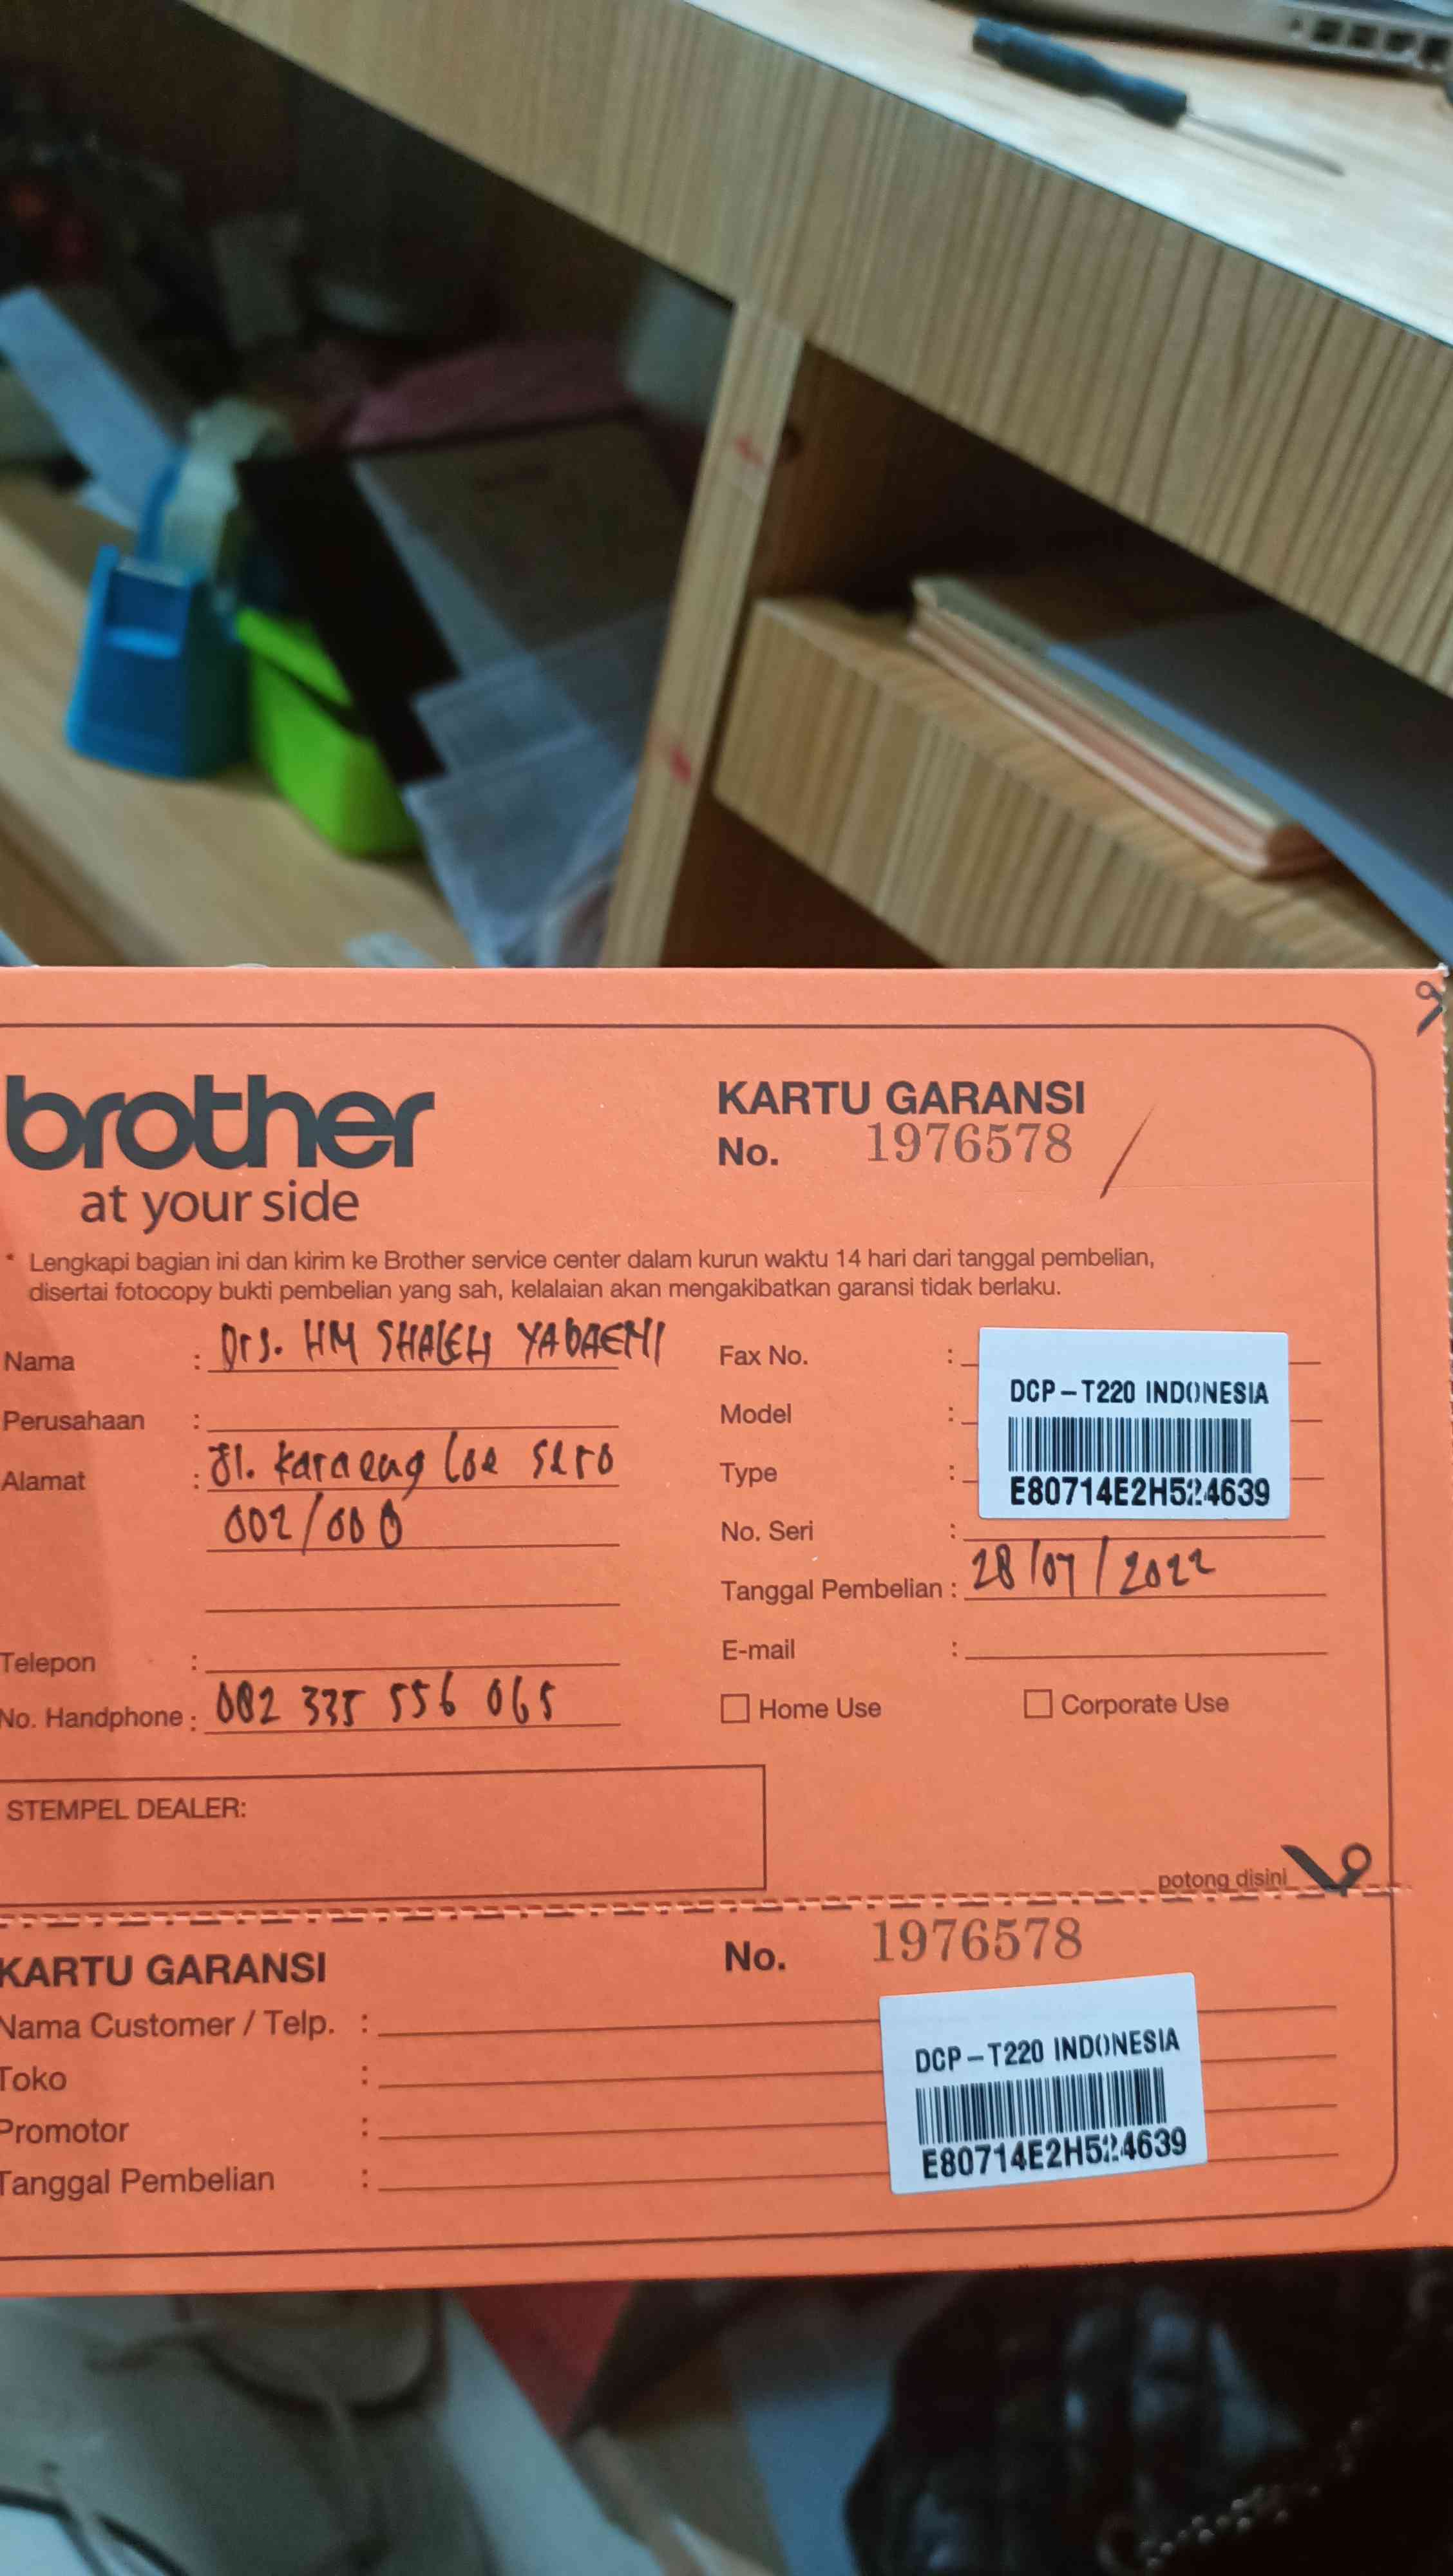 brother
at your side
KARTU GARANSI
No. 1976578
* Lengkapi bagian ini dan kirim ke Brother service center dalam kurun waktu 14 hari dari tanggal pembelian,
disertai fotocopy bukti pembelian yang sah, kelalaian akan mengakibatkan garansi tidak berlaku.
Nama : Drs. HM SHALEH YADAENI
Perusahaan :
Alamat : Jl. karaeng loe sero
002/000
Telepon :
No. Handphone : 082 335 556 065
Fax No. :
Model :
Type :
No. Seri :
DCP-T220 INDONESIA
E80714E2H524639
Tanggal Pembelian : 28/07/2022
E-mail :
Home Use
Corporate Use
STEMPEL DEALER:
potong disini
KARTU GARANSI
No. 1976578
Nama Customer / Telp. :
Toko :
Promotor :
Tanggal Pembelian :
DCP-T220 INDONESIA
E80714E2H524639